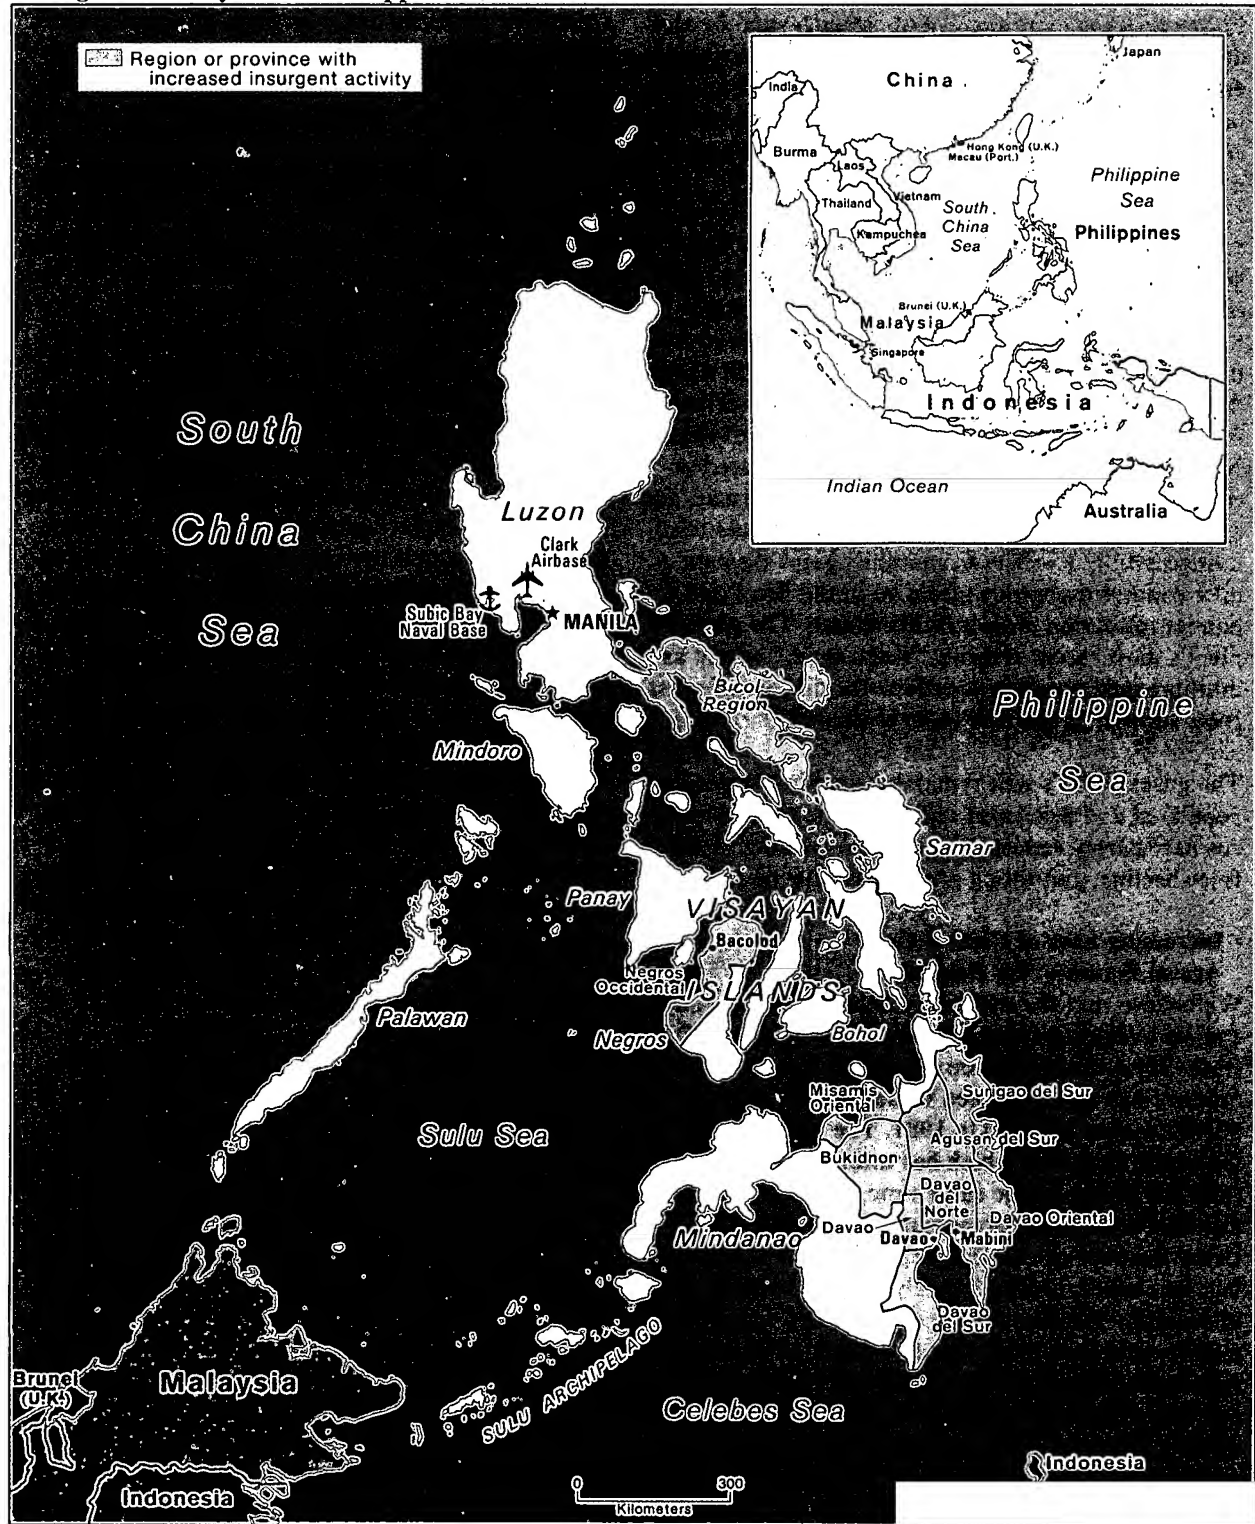 Region or province with
increased insurgent activity
China
Japan
India
Burma
Laos
Hong Kong (U.K.)
Macau (Port.)
Thailand
Vietnam
Kampuchea
South
China
Sea
Philippine
Sea
Philippines
Brunei (U.K.)
Malaysia
Singapore
Indonesia
Indian Ocean
Australia
South
China
Sea
Luzon
Clark
Airbase
Subic Bay
Naval Base
MANILA
Bicol
Region
Philippine
Sea
Mindoro
Samar
Panay
VISAYAN
ISLANDS
Bacolod
Negros
Occidental
Negros
Bohol
Palawan
Sulu Sea
Misamis
Oriental
Surigao del Sur
Agusan del Sur
Bukidnon
Davao
del
Norte
Davao Oriental
Davao
Davao
Mabini
Mindanao
Davao
del Sur
SULU ARCHIPELAGO
Celebes Sea
Brunei
(U.K.)
Malaysia
Indonesia
Indonesia
0 300
Kilometers